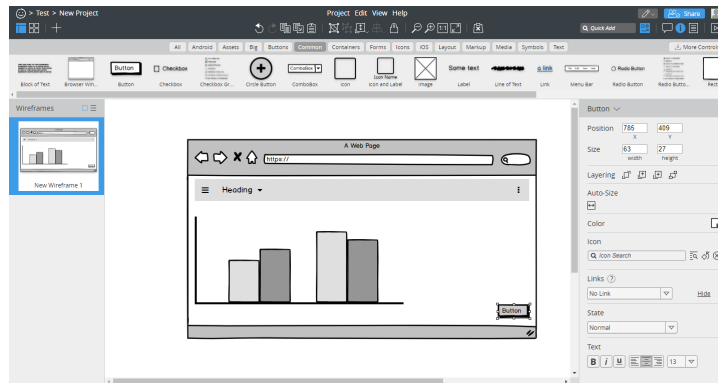 > Test > New Project
Project Edit View Help
Share
Quick Add
All Android Assets Big Buttons Common Containers Forms Icons iOS Layout Markup Media Symbols Text
More Control
Button
Checkbox
ComboBox
Icon Name
Some text
a link
Radio Button
Block of Text Browser Win... Button Checkbox Checkbox Gr... Circle Button ComboBox Icon Icon and Label Image Label Line of Text Link Menu Bar Radio Button Radio Butto... Rect
Wireframes
New Wireframe 1
A Web Page
https://
Heading
Button
Button
Position 785 409
X Y
Size 63 27
width height
Layering
Auto-Size
Color
Icon
Icon Search
Links ?
No Link Hide
State
Normal
Text
B i U 13